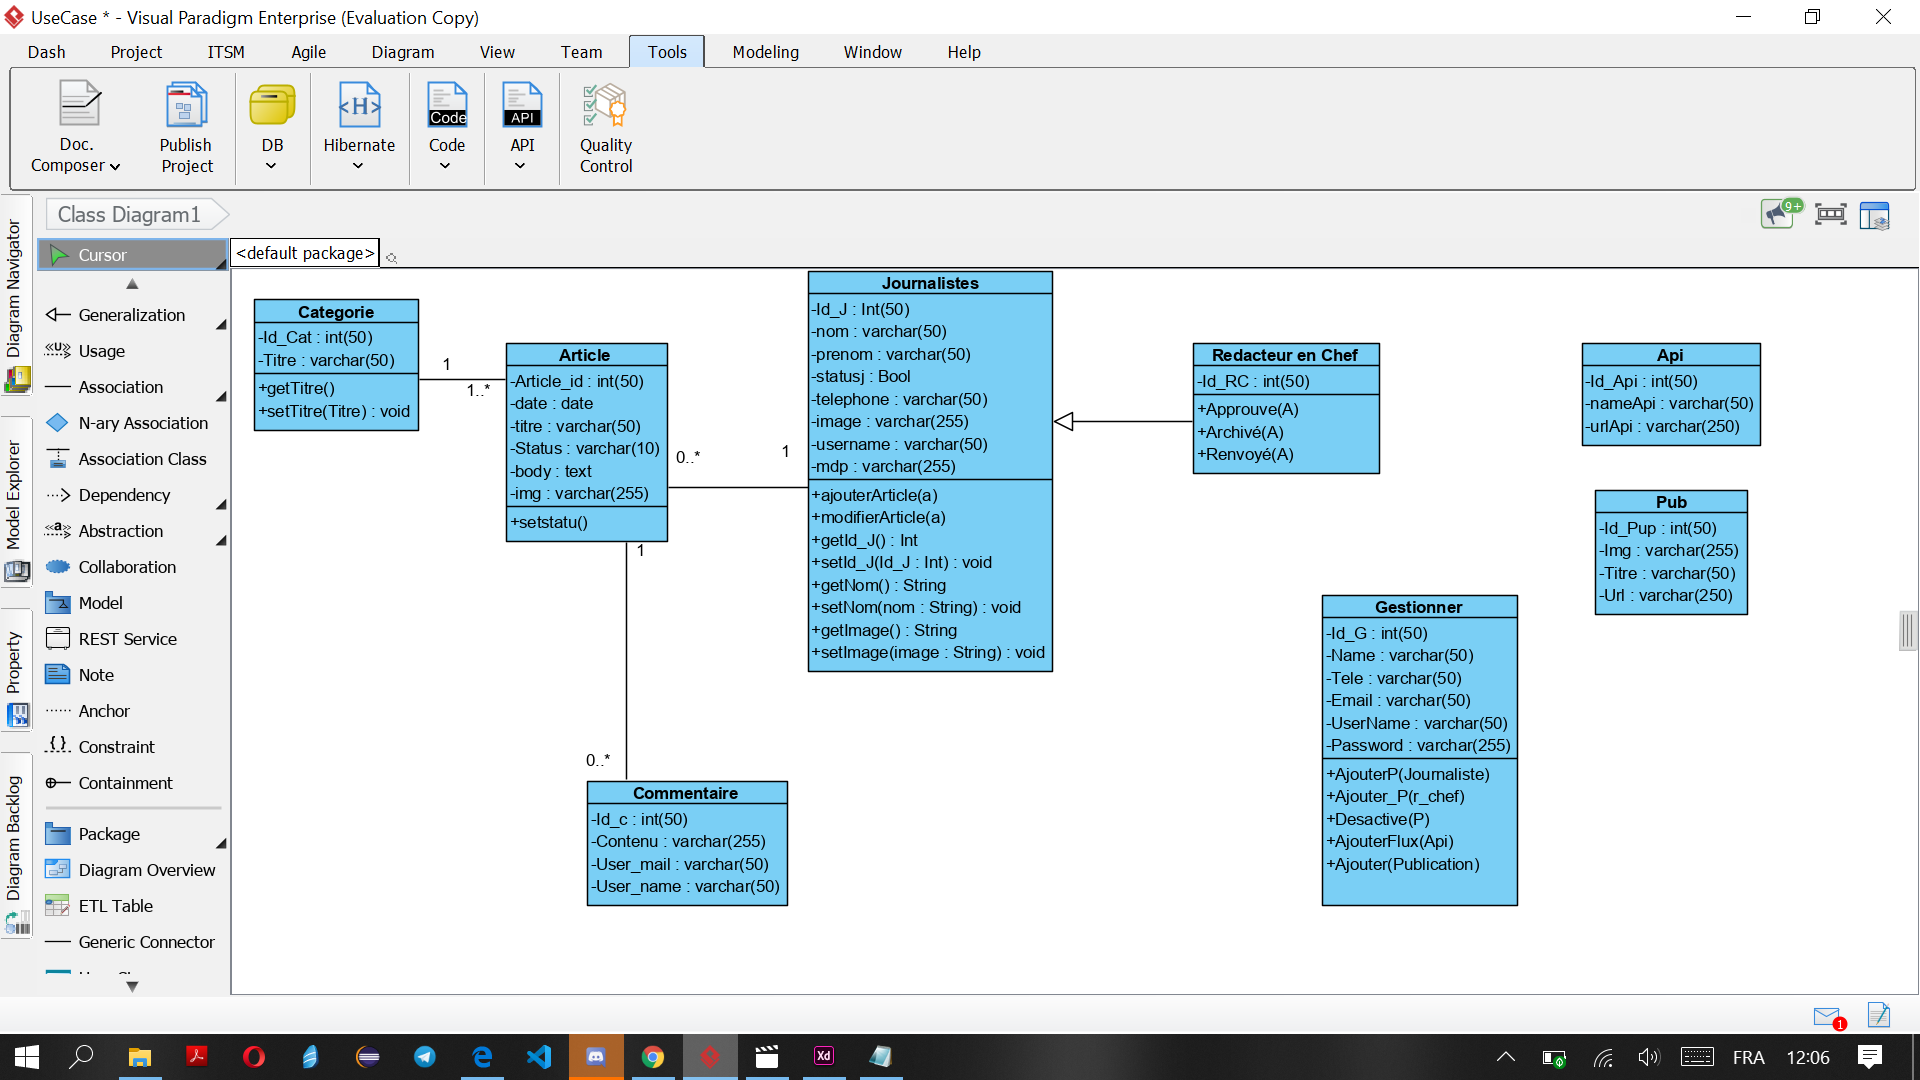 UseCase * - Visual Paradigm Enterprise (Evaluation Copy)
Dash Project ITSM Agile Diagram View Team Tools Modeling Window Help
Doc. Composer
Publish Project
DB
<H>
Hibernate
Code
Code
API
API
Quality Control
Class Diagram1
9+
Diagram Navigator
Model Explorer
Property
Diagram Backlog
Cursor
Generalization
«U» Usage
Association
N-ary Association
Association Class
Dependency
«a» Abstraction
Collaboration
Model
REST Service
Note
Anchor
{} Constraint
Containment
Package
Diagram Overview
ETL Table
Generic Connector
<default package>
Categorie
-Id_Cat : int(50)
-Titre : varchar(50)
+getTitre()
+setTitre(Titre) : void
1
1..*
Article
-Article_id : int(50)
-date : date
-titre : varchar(50)
-Status : varchar(10)
-body : text
-img : varchar(255)
+setstatu()
0..*
1
1
0..*
Commentaire
-Id_c : int(50)
-Contenu : varchar(255)
-User_mail : varchar(50)
-User_name : varchar(50)
Journalistes
-Id_J : Int(50)
-nom : varchar(50)
-prenom : varchar(50)
-statusj : Bool
-telephone : varchar(50)
-image : varchar(255)
-username : varchar(50)
-mdp : varchar(255)
+ajouterArticle(a)
+modifierArticle(a)
+getId_J() : Int
+setId_J(Id_J : Int) : void
+getNom() : String
+setNom(nom : String) : void
+getImage() : String
+setImage(image : String) : void
Redacteur en Chef
-Id_RC : int(50)
+Approuve(A)
+Archivé(A)
+Renvoyé(A)
Api
-Id_Api : int(50)
-nameApi : varchar(50)
-urlApi : varchar(250)
Pub
-Id_Pup : int(50)
-Img : varchar(255)
-Titre : varchar(50)
-Url : varchar(250)
Gestionner
-Id_G : int(50)
-Name : varchar(50)
-Tele : varchar(50)
-Email : varchar(50)
-UserName : varchar(50)
-Password : varchar(255)
+AjouterP(Journaliste)
+Ajouter_P(r_chef)
+Desactive(P)
+AjouterFlux(Api)
+Ajouter(Publication)
1
Xd
FRA 12:06